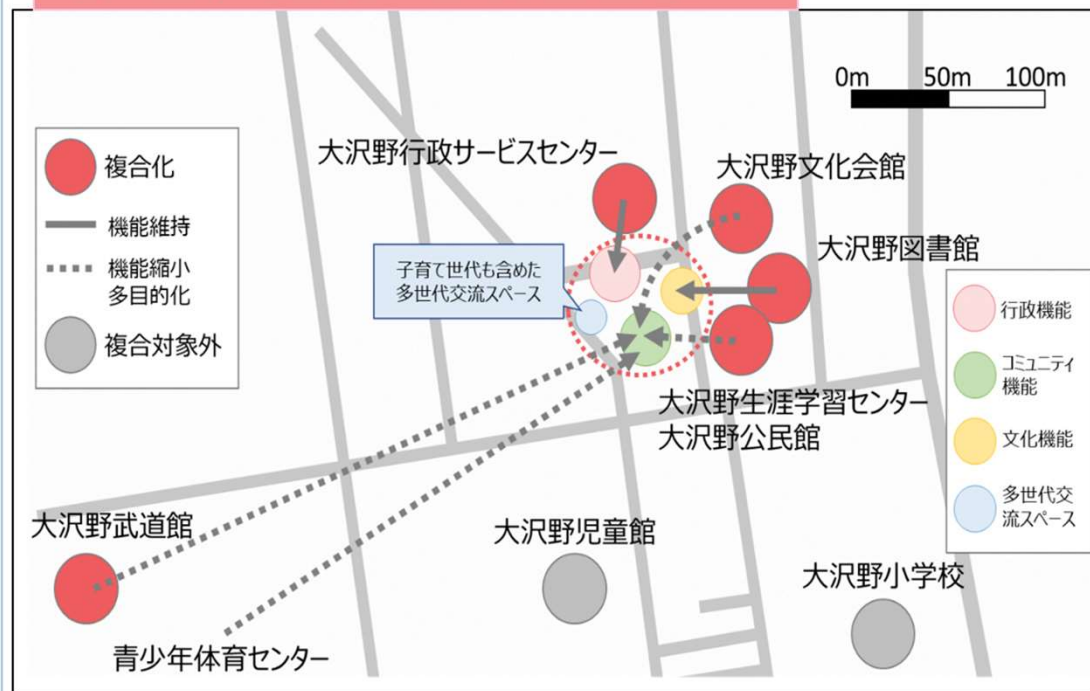 0m 50m 100m
複合化
機能維持
機能縮小
多目的化
複合対象外
大沢野行政サービスセンター
大沢野文化会館
大沢野図書館
子育て世代も含めた
多世代交流スペース
行政機能
コミュニティ
機能
文化機能
多世代交
流スペース
大沢野生涯学習センター
大沢野公民館
大沢野武道館
大沢野児童館
大沢野小学校
青少年体育センター